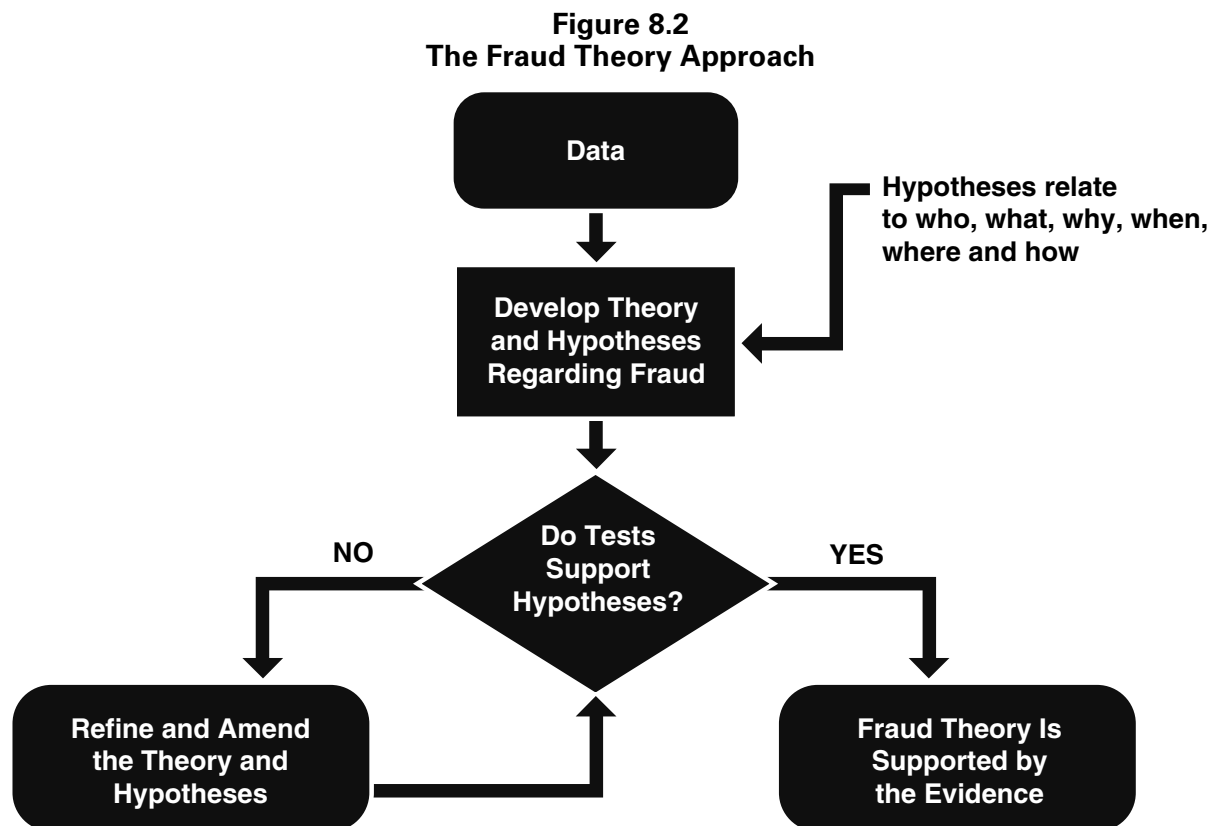 Figure 8.2
The Fraud Theory Approach
Data
Hypotheses relate
to who, what, why, when,
where and how
Develop Theory
and Hypotheses
Regarding Fraud
Do Tests
Support
Hypotheses?
NO
YES
Refine and Amend
the Theory and
Hypotheses
Fraud Theory Is
Supported by
the Evidence